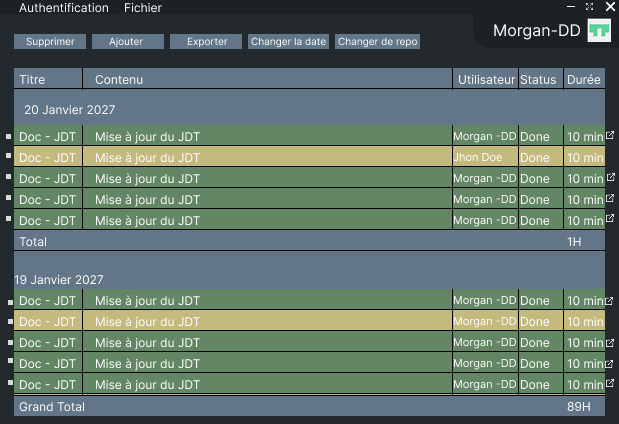 Authentification Fichier
Morgan-DD
Supprimer Ajouter Exporter Changer la date Changer de repo
Titre Contenu Utilisateur Status Durée
20 Janvier 2027
Doc - JDT Mise à jour du JDT Morgan -DD Done 10 min
Doc - JDT Mise à jour du JDT Jhon Doe Done 10 min
Doc - JDT Mise à jour du JDT Morgan -DD Done 10 min
Doc - JDT Mise à jour du JDT Morgan -DD Done 10 min
Doc - JDT Mise à jour du JDT Morgan -DD Done 10 min
Total 1H
19 Janvier 2027
Doc - JDT Mise à jour du JDT Morgan -DD Done 10 min
Doc - JDT Mise à jour du JDT Morgan -DD Done 10 min
Doc - JDT Mise à jour du JDT Morgan -DD Done 10 min
Doc - JDT Mise à jour du JDT Morgan -DD Done 10 min
Doc - JDT Mise à jour du JDT Morgan -DD Done 10 min
Grand Total 89H